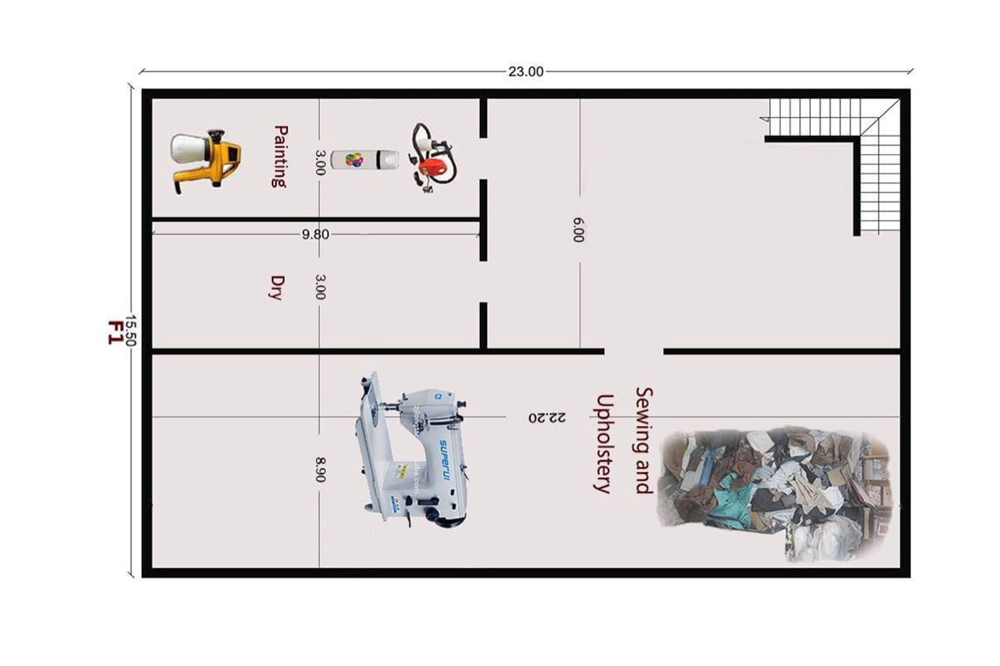 23.00
Painting
3.00
6.00
9.80
Dry
3.00
15.50
F1
Sewing and
Upholstery
22.20
SUPERUI
8.90